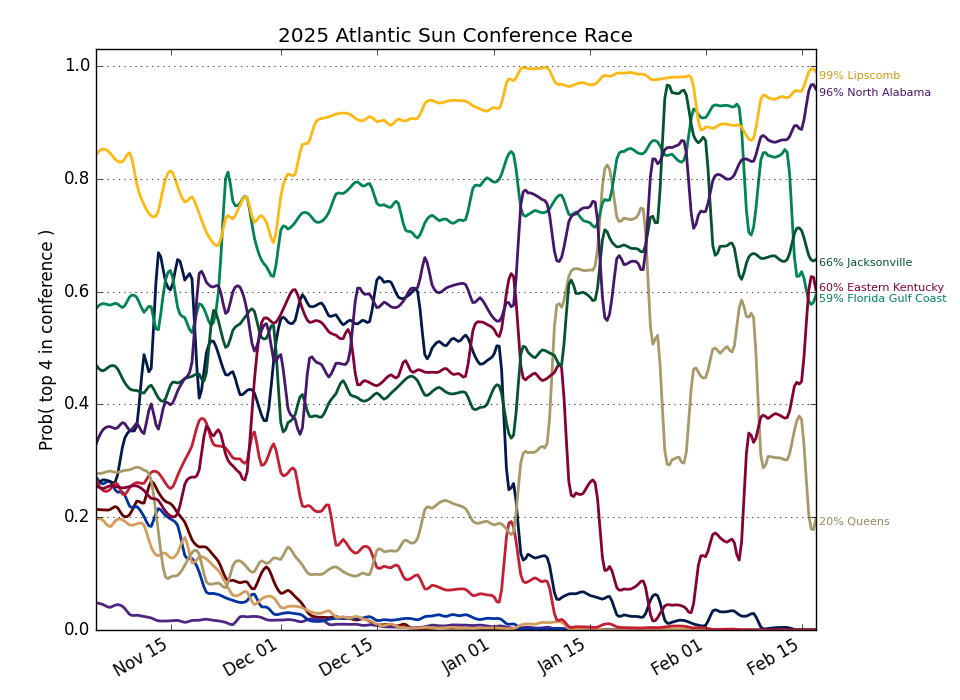 2025 Atlantic Sun Conference Race
Prob( top 4 in conference )
1.0
0.8
0.6
0.4
0.2
0.0
Nov 15
Dec 01
Dec 15
Jan 01
Jan 15
Feb 01
Feb 15
99% Lipscomb
96% North Alabama
66% Jacksonville
60% Eastern Kentucky
59% Florida Gulf Coast
20% Queens